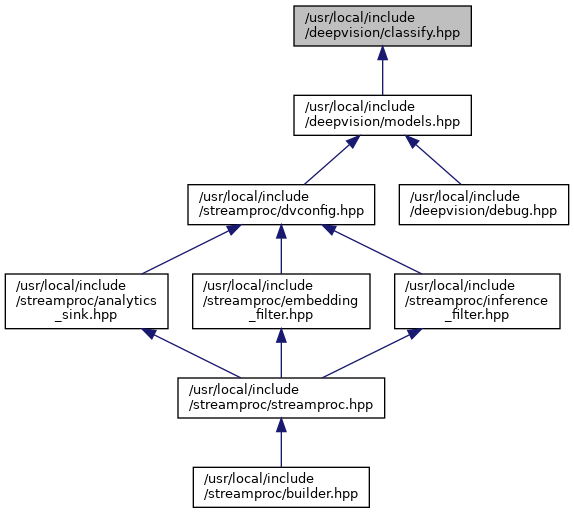 /usr/local/include
/deepvision/classify.hpp
/usr/local/include
/deepvision/models.hpp
/usr/local/include
/streamproc/dvconfig.hpp
/usr/local/include
/deepvision/debug.hpp
/usr/local/include
/streamproc/analytics
_sink.hpp
/usr/local/include
/streamproc/embedding
_filter.hpp
/usr/local/include
/streamproc/inference
_filter.hpp
/usr/local/include
/streamproc/streamproc.hpp
/usr/local/include
/streamproc/builder.hpp